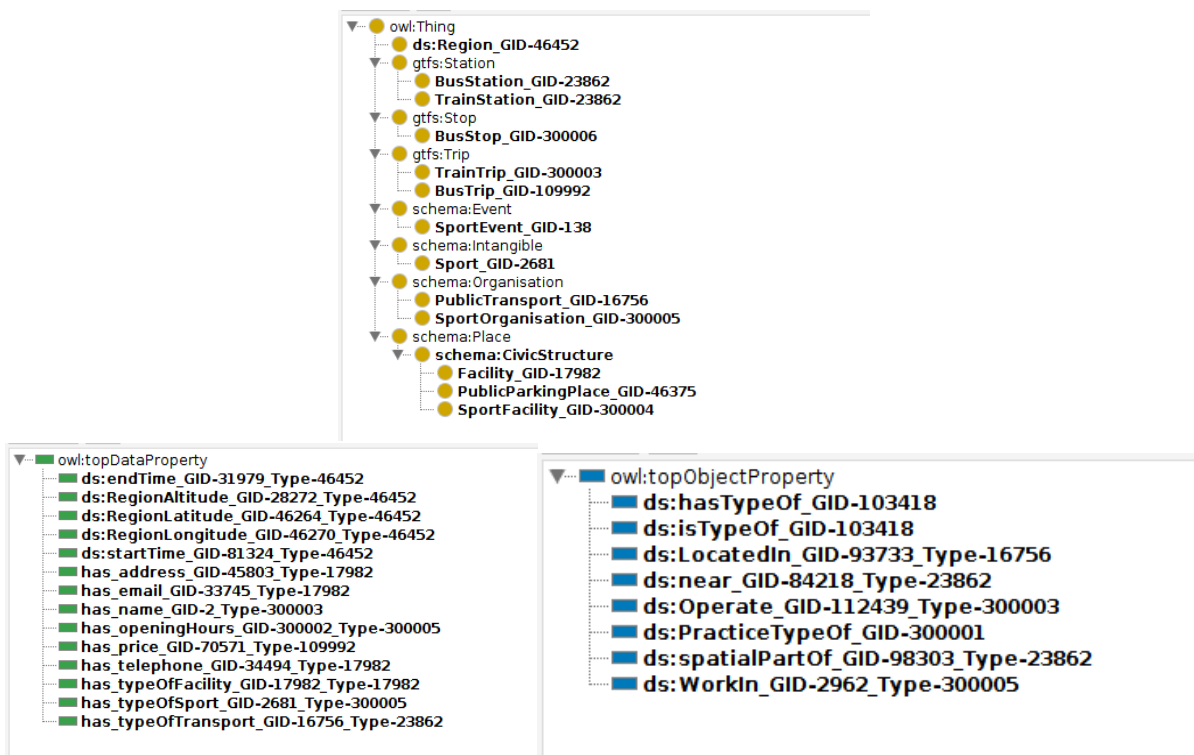 owl:Thing
ds:Region_GID-46452
gtfs:Station
BusStation_GID-23862
TrainStation_GID-23862
gtfs:Stop
BusStop_GID-300006
gtfs:Trip
TrainTrip_GID-300003
BusTrip_GID-109992
schema:Event
SportEvent_GID-138
schema:Intangible
Sport_GID-2681
schema:Organisation
PublicTransport_GID-16756
SportOrganisation_GID-300005
schema:Place
schema:CivicStructure
Facility_GID-17982
PublicParkingPlace_GID-46375
SportFacility_GID-300004
owl:topDataProperty
ds:endTime_GID-31979_Type-46452
ds:RegionAltitude_GID-28272_Type-46452
ds:RegionLatitude_GID-46264_Type-46452
ds:RegionLongitude_GID-46270_Type-46452
ds:startTime_GID-81324_Type-46452
has_address_GID-45803_Type-17982
has_email_GID-33745_Type-17982
has_name_GID-2_Type-300003
has_openingHours_GID-300002_Type-300005
has_price_GID-70571_Type-109992
has_telephone_GID-34494_Type-17982
has_typeOfFacility_GID-17982_Type-17982
has_typeOfSport_GID-2681_Type-300005
has_typeOfTransport_GID-16756_Type-23862
owl:topObjectProperty
ds:hasTypeOf_GID-103418
ds:isTypeOf_GID-103418
ds:LocatedIn_GID-93733_Type-16756
ds:near_GID-84218_Type-23862
ds:Operate_GID-112439_Type-300003
ds:PracticeTypeOf_GID-300001
ds:spatialPartOf_GID-98303_Type-23862
ds:WorkIn_GID-2962_Type-300005